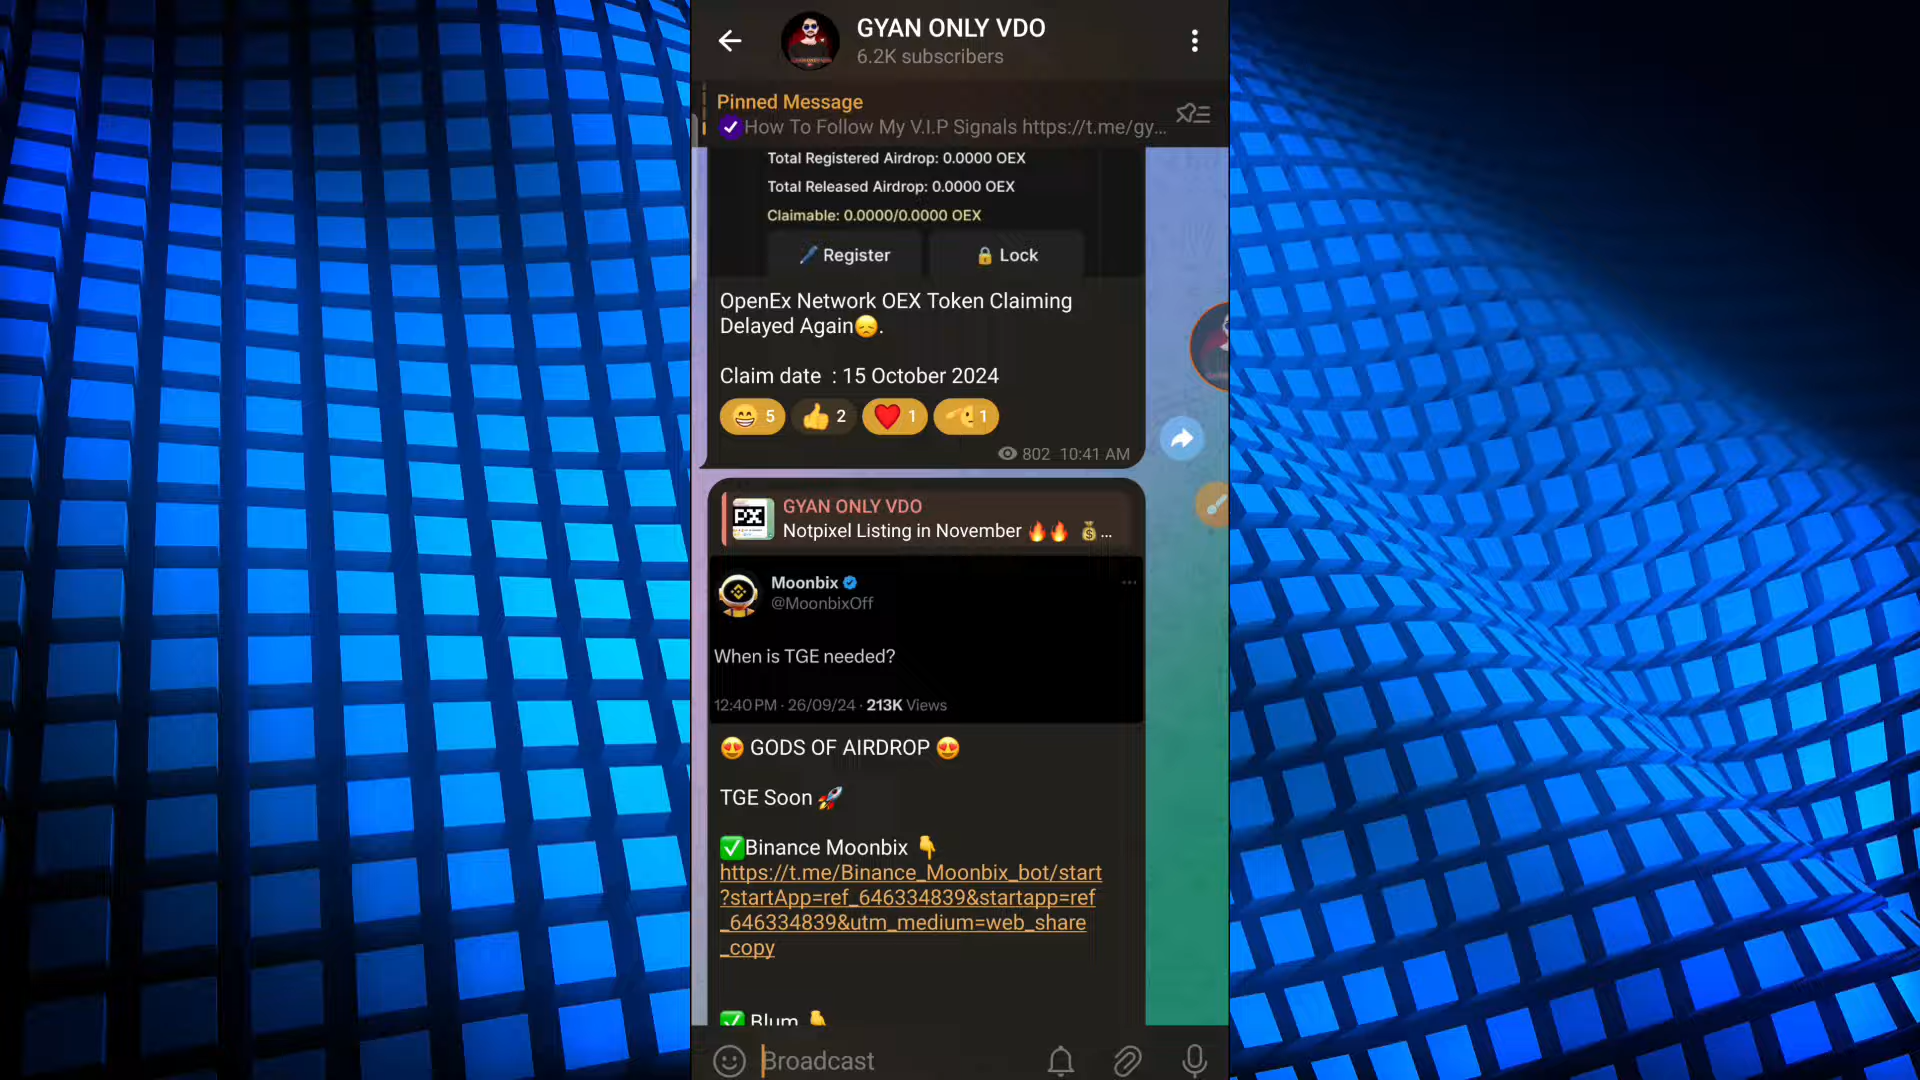 GYAN ONLY VDO
6.2K subscribers
Pinned Message
How To Follow My V.I.P Signals https://t.me/gy...
Total Registered Airdrop: 0.0000 OEX
Total Released Airdrop: 0.0000 OEX
Claimable: 0.0000/0.0000 OEX
Register
🔒 Lock
OpenEx Network OEX Token Claiming
Delayed Again😞.
Claim date : 15 October 2024
😁 5 👍 2 ❤️ 1 🫡 1
802 10:41 AM
GYAN ONLY VDO
Notpixel Listing in November 🔥🔥 💰...
Moonbix
@MoonbixOff
When is TGE needed?
12:40 PM · 26/09/24 · 213K Views
😍 GODS OF AIRDROP 😍
TGE Soon 🚀
✅Binance Moonbix 👇
https://t.me/Binance_Moonbix_bot/start
?startApp=ref_646334839&startapp=ref
_646334839&utm_medium=web_share
_copy
✅ Blum 👇
Broadcast